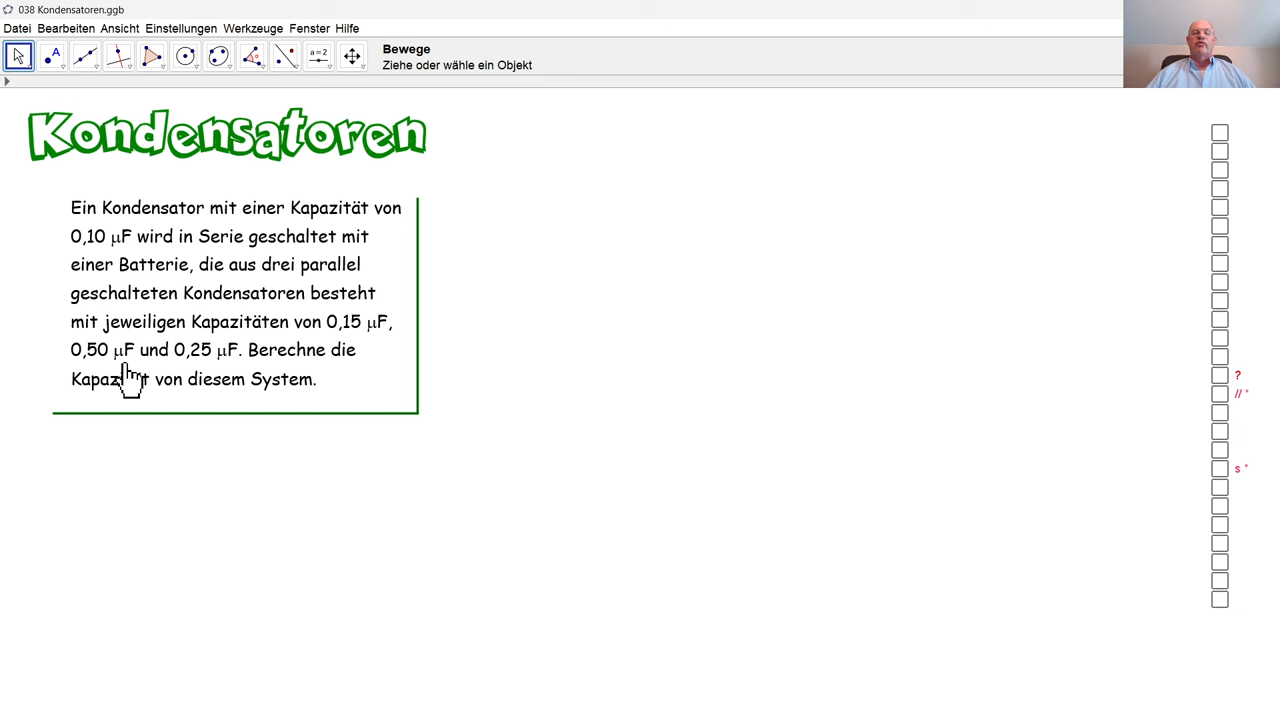 038 Kondensatoren.ggb
Datei Bearbeiten Ansicht Einstellungen Werkzeuge Fenster Hilfe
A
a=2
Bewege
Ziehe oder wähle ein Objekt
Kondensatoren
Ein Kondensator mit einer Kapazität von
0,10 μF wird in Serie geschaltet mit
einer Batterie, die aus drei parallel
geschalteten Kondensatoren besteht
mit jeweiligen Kapazitäten von 0,15 μF,
0,50 μF und 0,25 μF. Berechne die
Kapazität von diesem System.
?
// *
s *